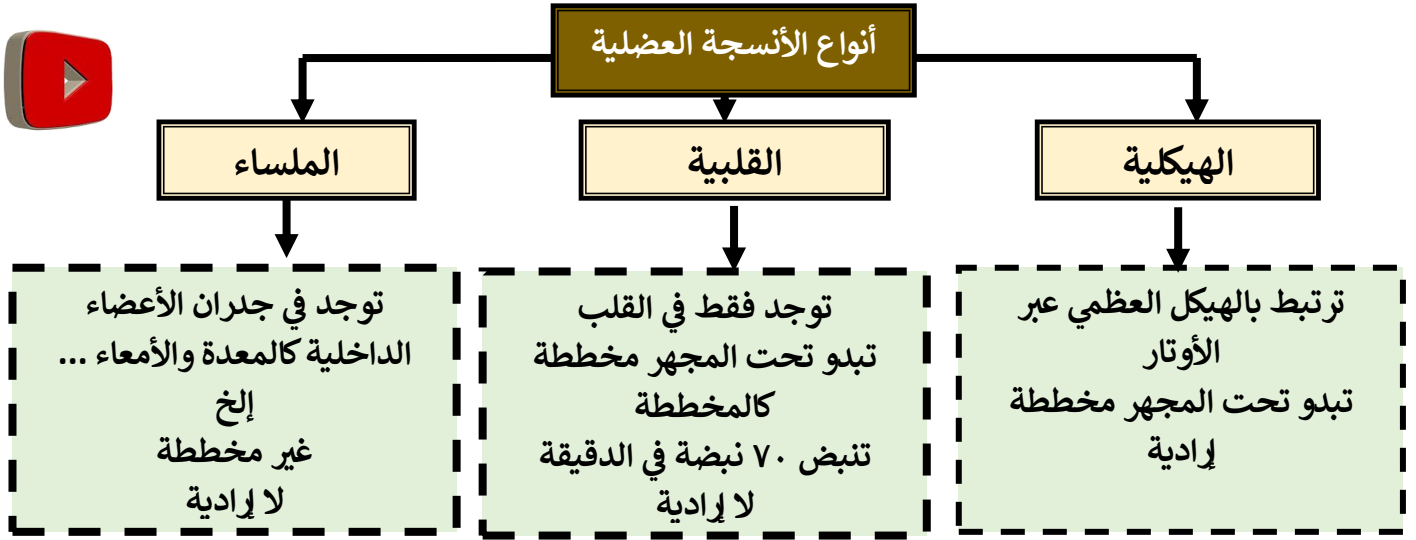 أنواع الأنسجة العضلية
الهيكلية
القلبية
الملساء
ترتبط بالهيكل العظمي عبر
الأوتار
تبدو تحت المجهر مخططة
إرادية
توجد فقط في القلب
تبدو تحت المجهر مخططة
كالمخططة
تنبض ٧٠ نبضة في الدقيقة
لا إرادية
توجد في جدران الأعضاء
الداخلية كالمعدة والأمعاء ...
إلخ
غير مخططة
لا إرادية